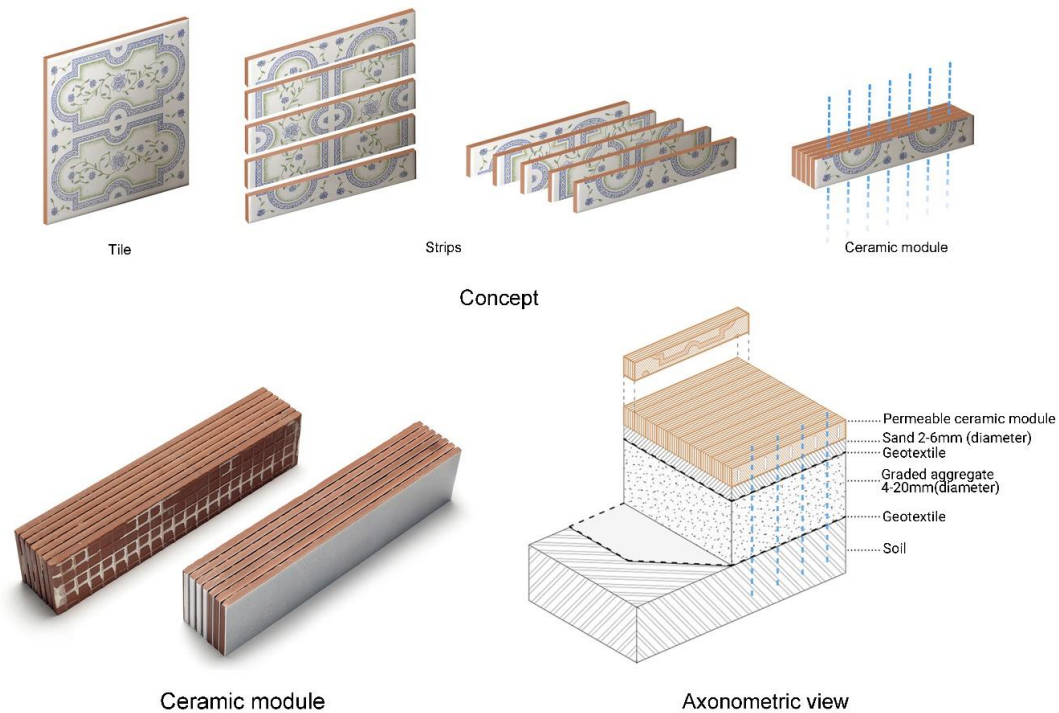 Tile
Strips
Ceramic module
Concept
Permeable ceramic module
Sand 2-6mm (diameter)
Geotextile
Graded aggregate
4-20mm(diameter)
Geotextile
Soil
Ceramic module
Axonometric view